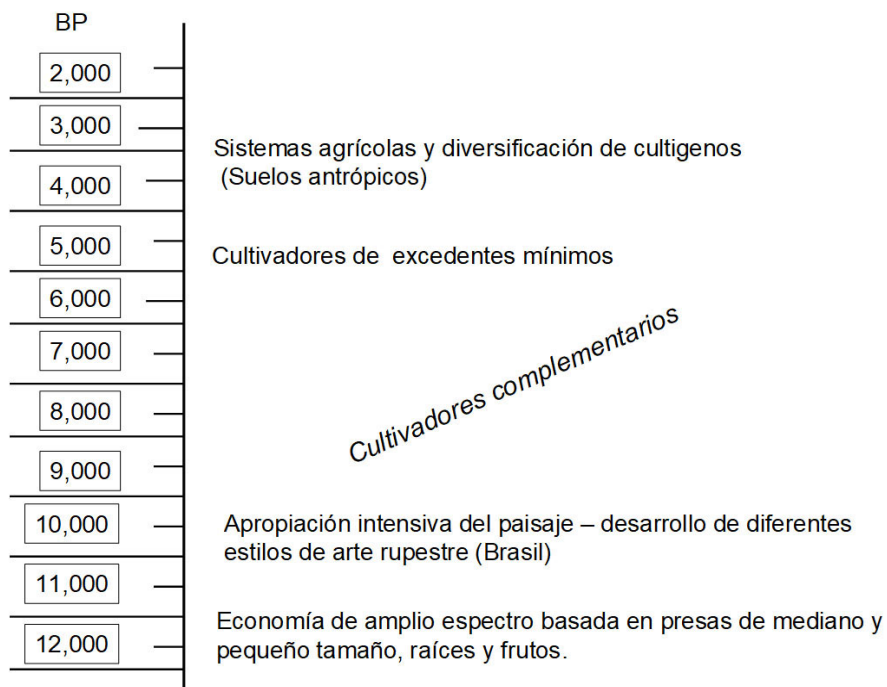 BP
2,000
3,000
Sistemas agrícolas y diversificación de cultigenos
(Suelos antrópicos)
4,000
5,000
Cultivadores de excedentes mínimos
6,000
7,000
Cultivadores complementarios
8,000
9,000
10,000
Apropiación intensiva del paisaje – desarrollo de diferentes
estilos de arte rupestre (Brasil)
11,000
Economía de amplio espectro basada en presas de mediano y
12,000
pequeño tamaño, raíces y frutos.